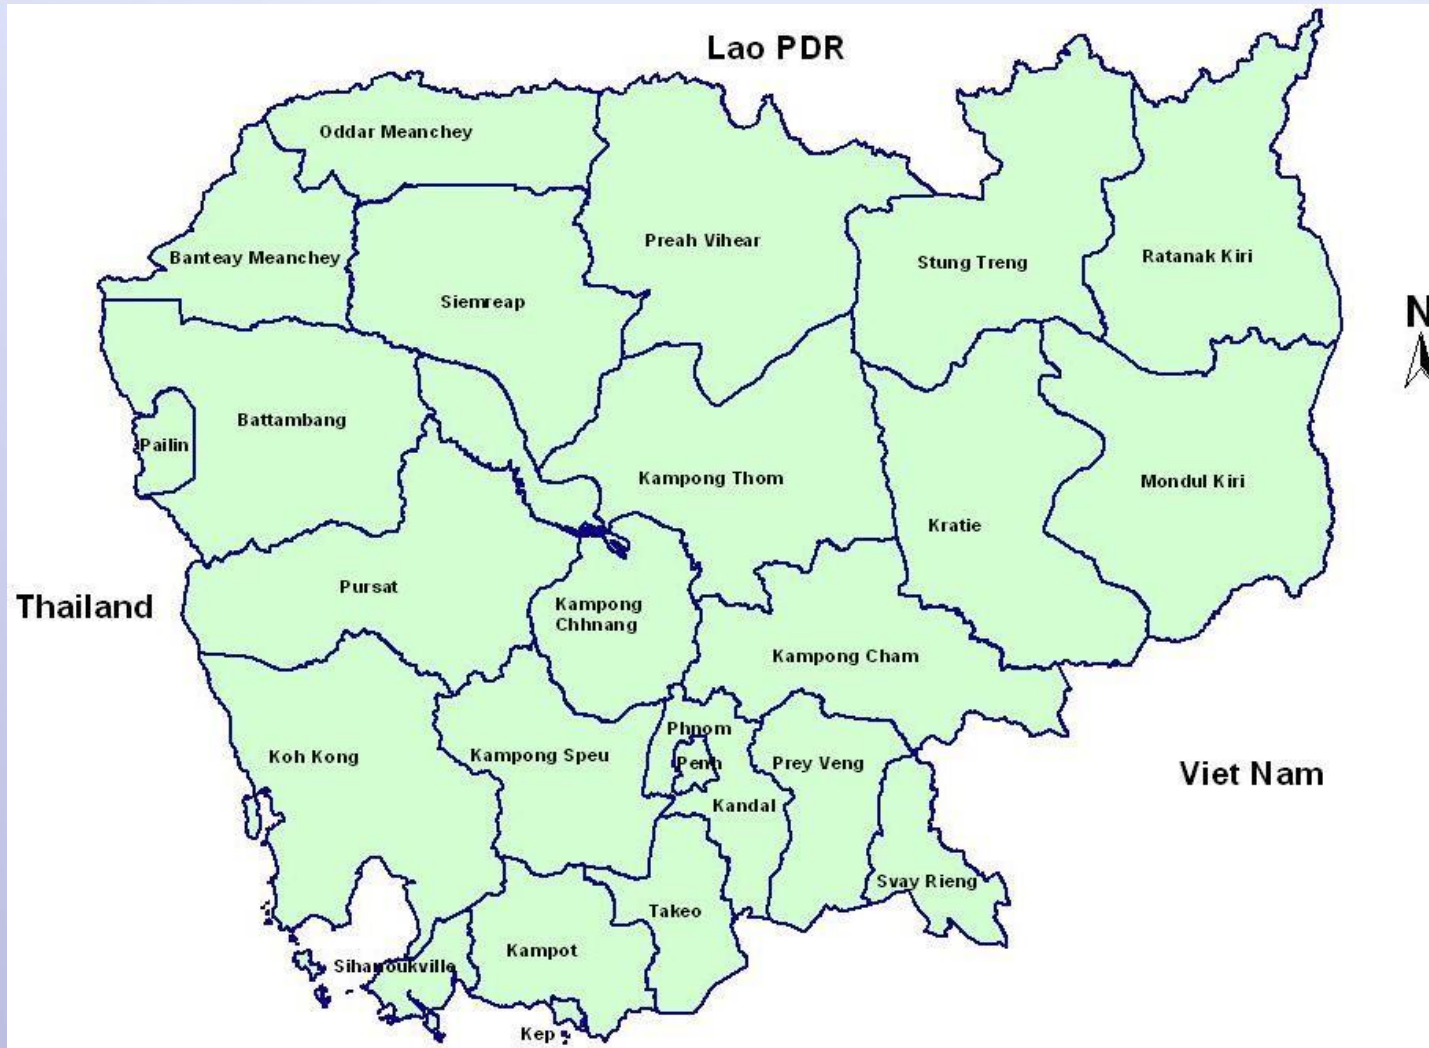 Lao PDR
Oddar Meanchey
Preah Vihear
Banteay Meanchey
Stung Treng
Ratanak Kiri
Siemreap
N
Battambang
Pailin
Kampong Thom
Mondul Kiri
Kratie
Pursat
Thailand
Kampong
Chhnang
Kampong Cham
Koh Kong
Kampong Speu
Phnom
Penh
Prey Veng
Viet Nam
Kandal
Svay Rieng
Takeo
Kampot
Sihanoukville
Kep